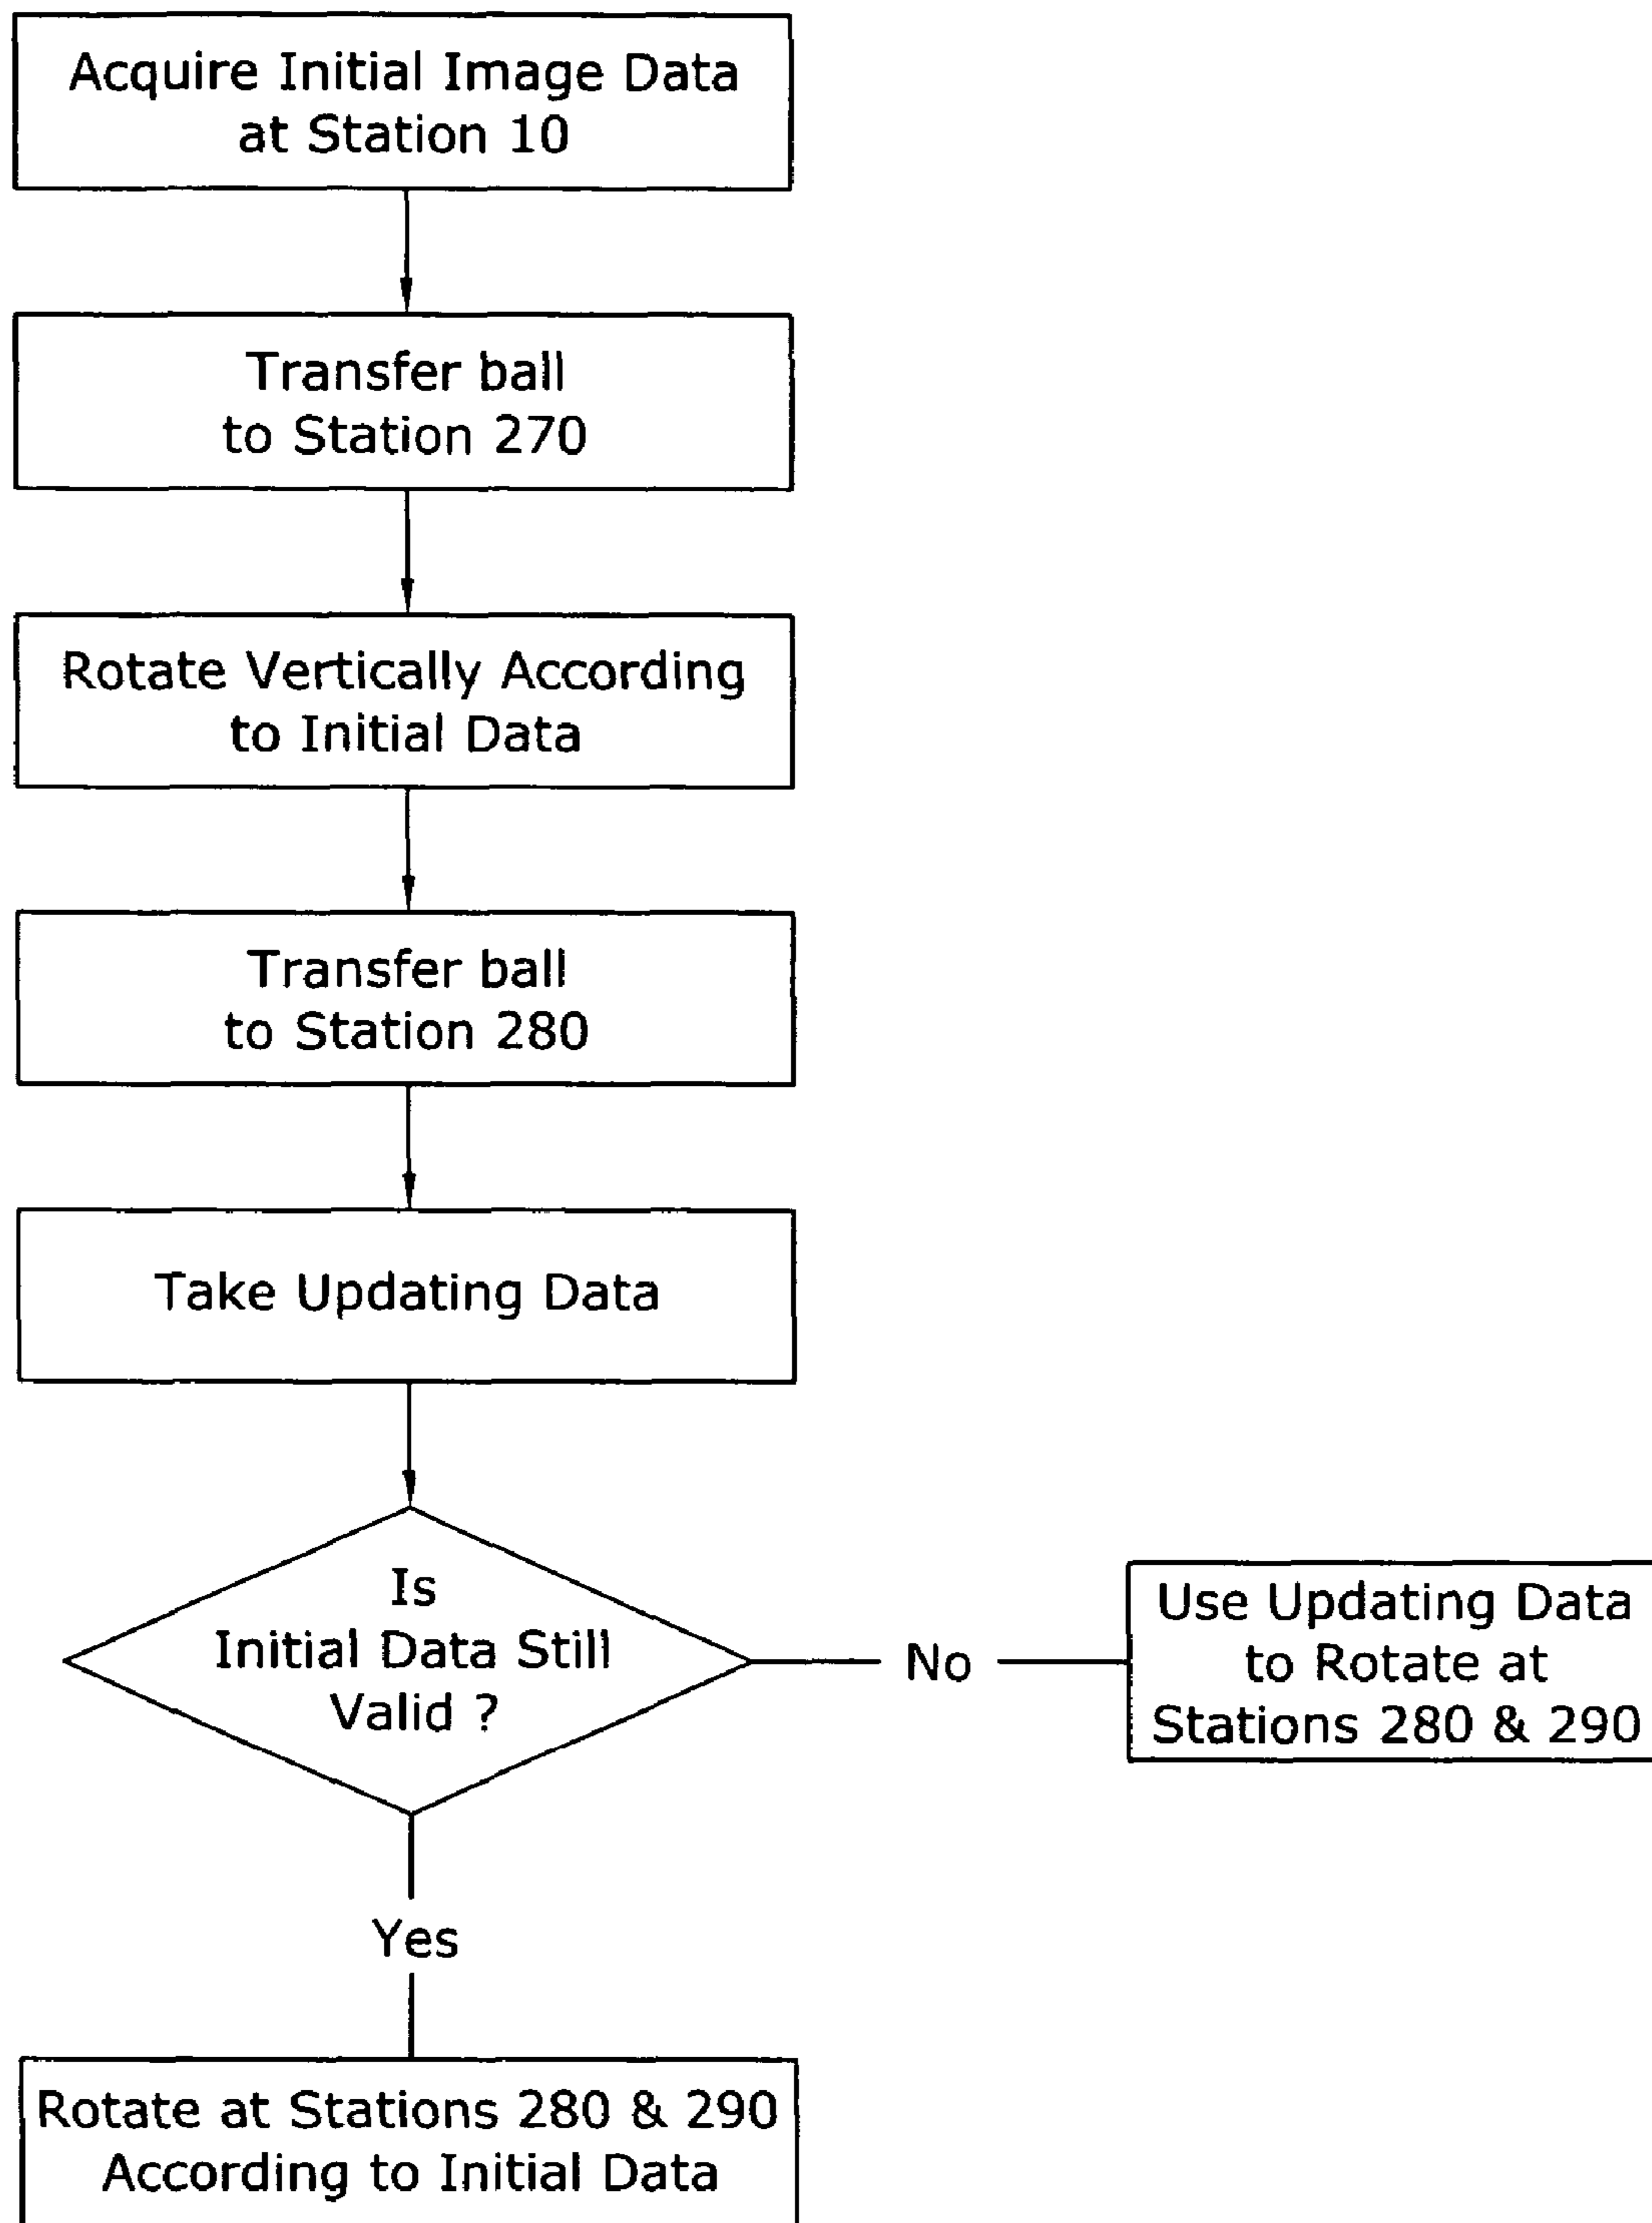 Acquire Initial Image Data
at Station 10
Transfer ball
to Station 270
Rotate Vertically According
to Initial Data
Transfer ball
to Station 280
Take Updating Data
Is
Initial Data Still
Valid ?
No
Use Updating Data
to Rotate at
Stations 280 & 290
Yes
Rotate at Stations 280 & 290
According to Initial Data